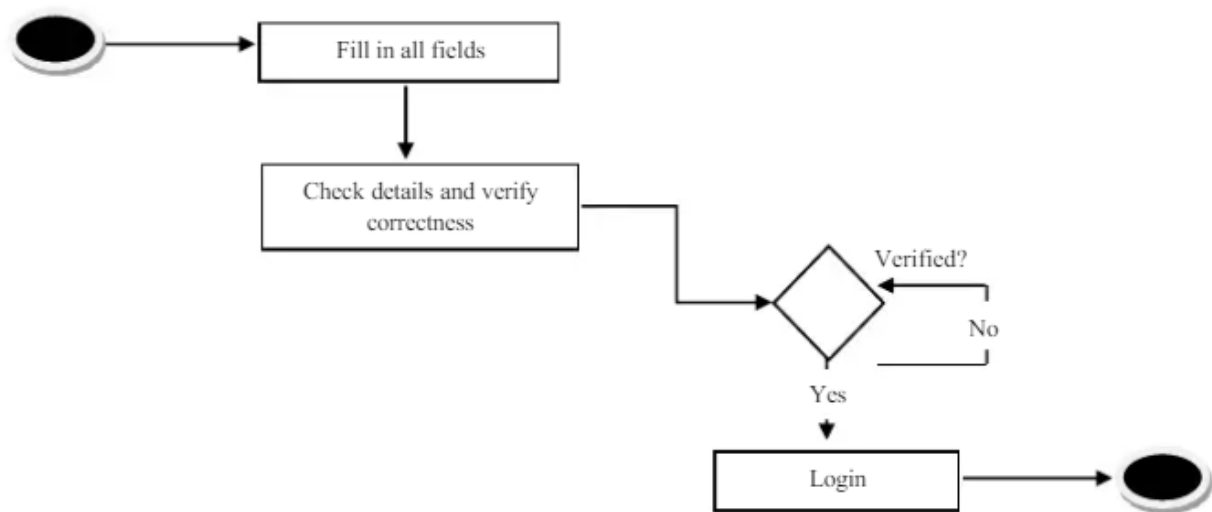 Fill in all fields
Check details and verify
correctness
Verified?
No
Yes
Login